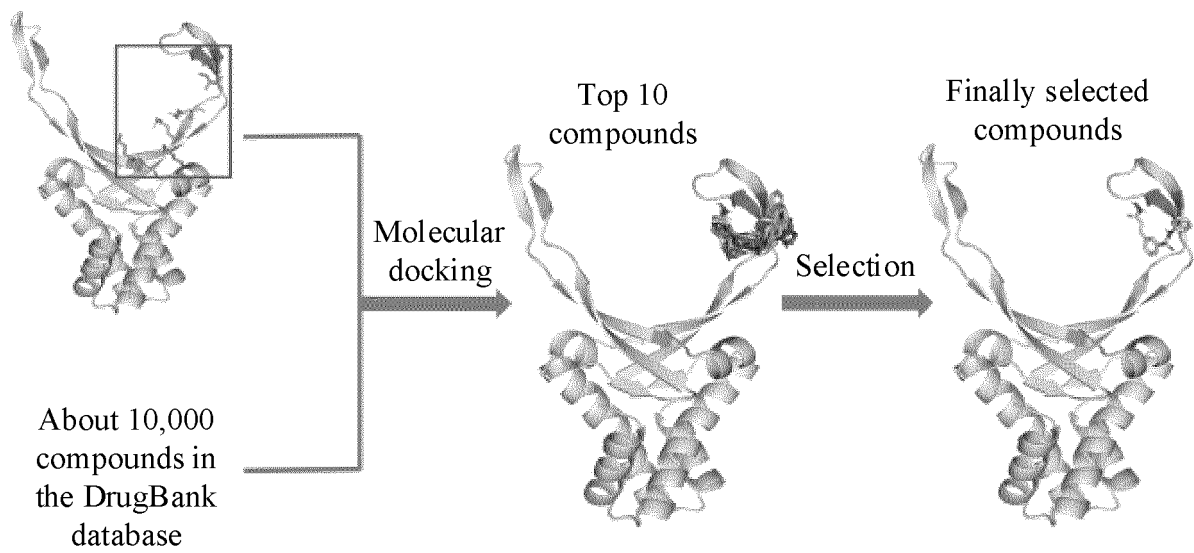 Top 10
compounds
Finally selected
compounds
Molecular
docking
Selection
About 10,000
compounds in
the DrugBank
database